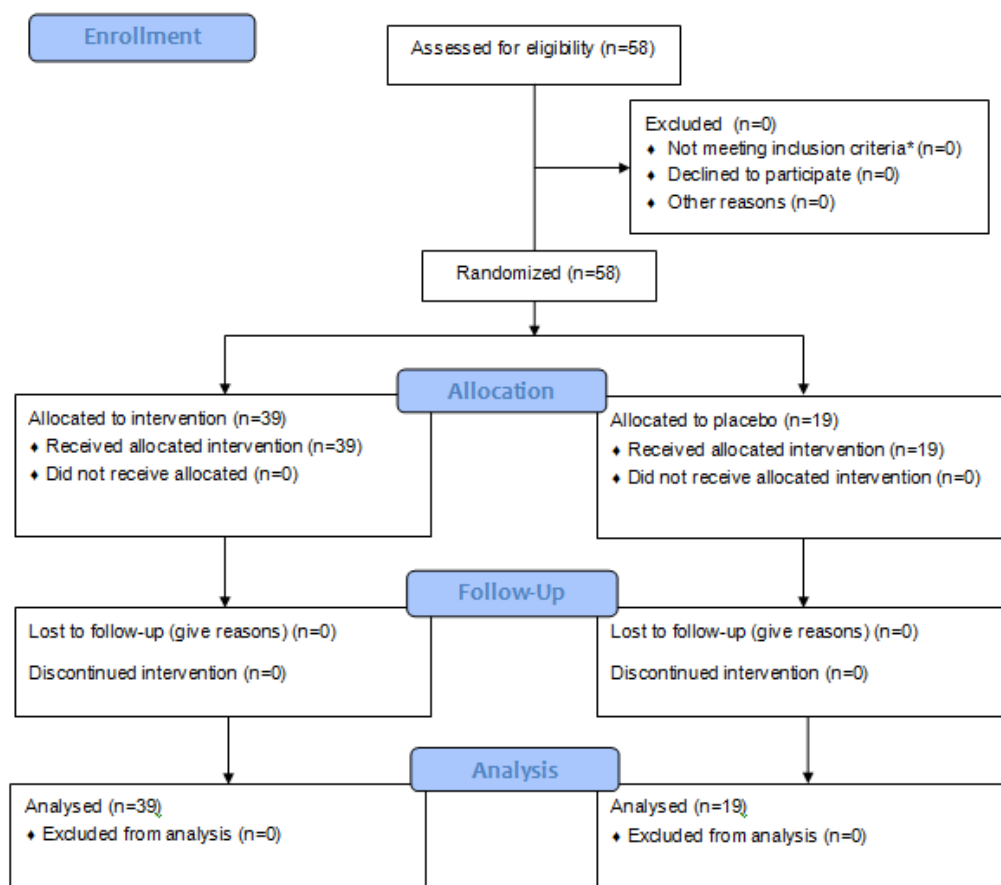 Enrollment
Assessed for eligibility (n=58)
Excluded (n=0)
♦ Not meeting inclusion criteria* (n=0)
♦ Declined to participate (n=0)
♦ Other reasons (n=0)
Randomized (n=58)
Allocation
Allocated to intervention (n=39)
♦ Received allocated intervention (n=39)
♦ Did not receive allocated (n=0)
Allocated to placebo (n=19)
♦ Received allocated intervention (n=19)
♦ Did not receive allocated intervention (n=0)
Follow-Up
Lost to follow-up (give reasons) (n=0)
Discontinued intervention (n=0)
Lost to follow-up (give reasons) (n=0)
Discontinued intervention (n=0)
Analysis
Analysed (n=39)
♦ Excluded from analysis (n=0)
Analysed (n=19)
♦ Excluded from analysis (n=0)